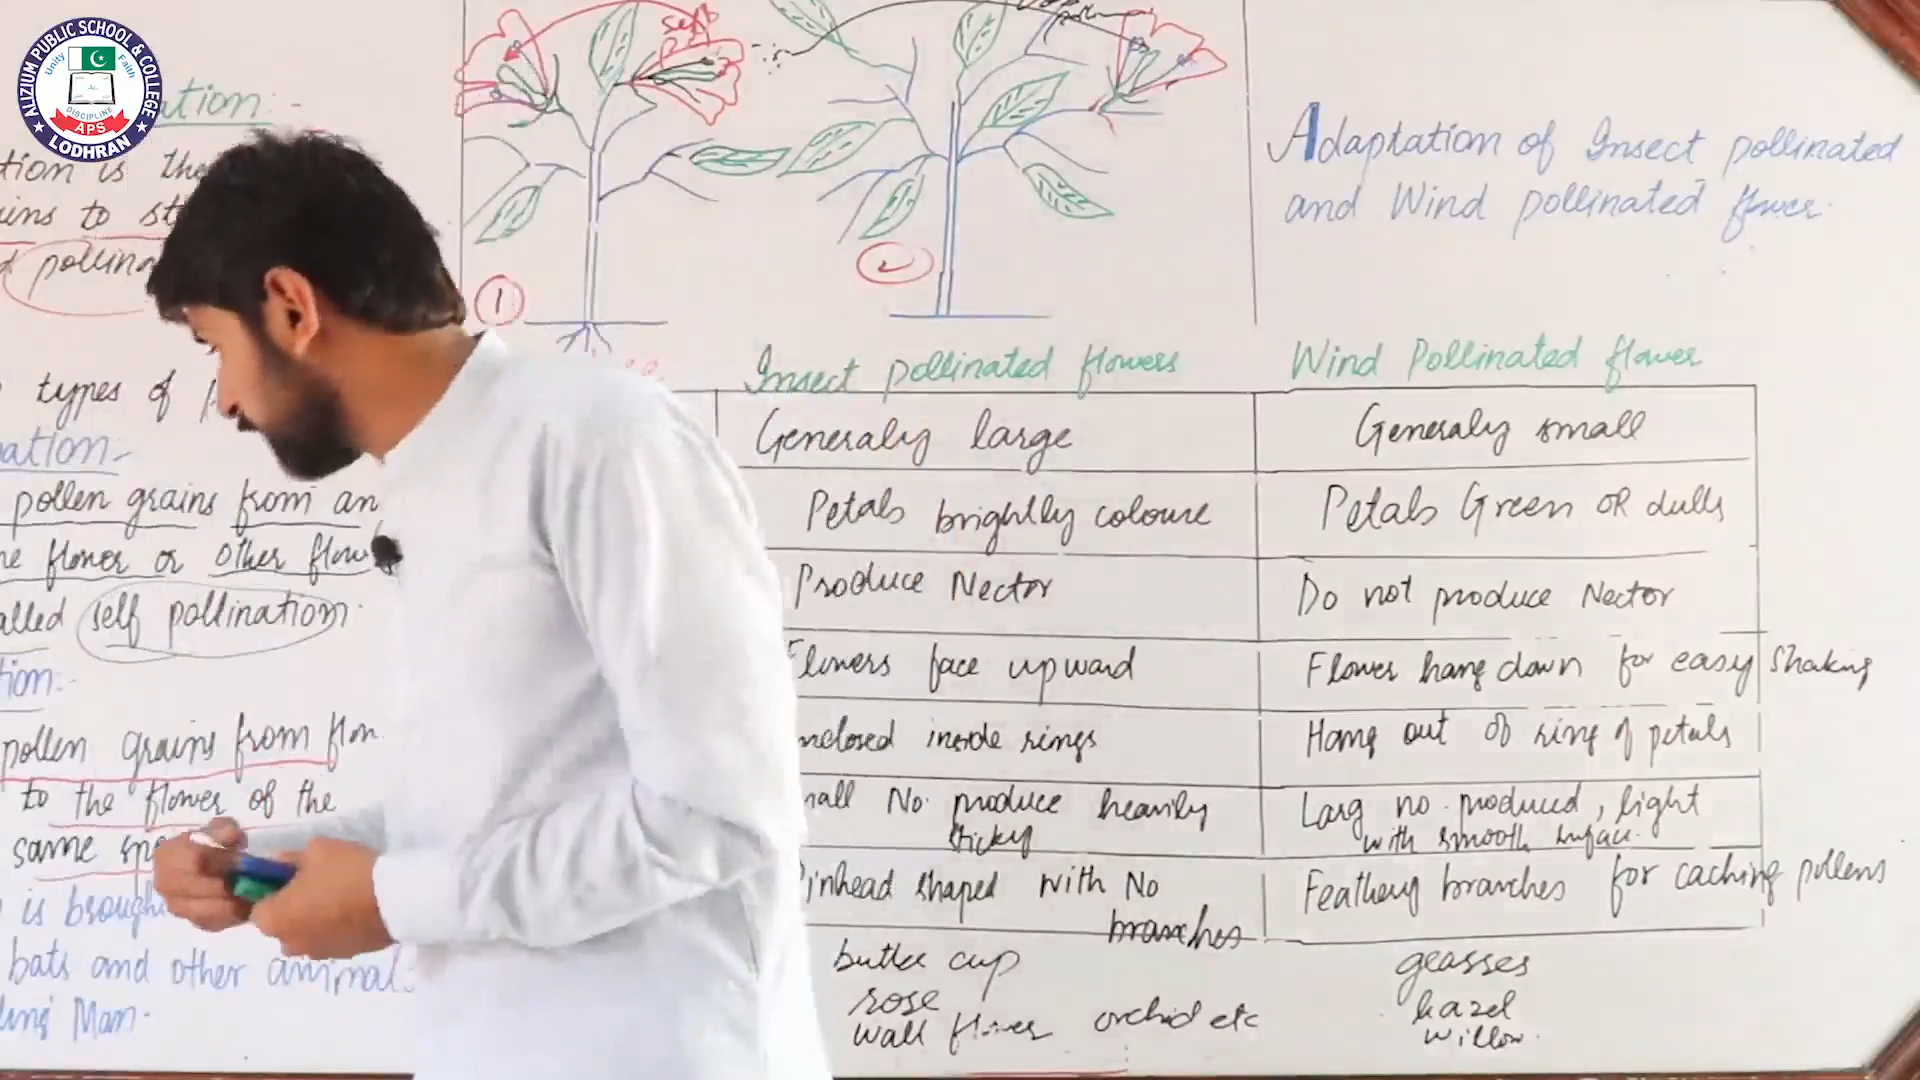 ALIZIUM PUBLIC SCHOOL & COLLEGE
Unity
Faith
DISCIPLINE
APS
LODHRAN
ation:-
tion is the
ins to
pollina
types of
ation-
pollen grains from an
ne flower or other flow
alled self pollination.
tion:-
pollen grains from flow
to the flower of the
same spe
is brough
bats and other animal
Man.
self
1
2
Adaptation of Insect pollinated
and Wind pollinated flower.
Insect pollinated flowers
Wind Pollinated flower
Generaly large
Generaly small
Petals brightly coloure
Petals Green OR dulls
Produce Nector
Do not produce Nector
Flowers face upward
Flower hang down for easy shaking
nclosed inside rings
Hang out of ring of petals
mall No. produce heavily
sticky
Larg no. produced, light
with smooth surface.
Pinhead shaped with No
branches
Feathery branches for caching pollens
butter cup
rose
wall flower orchid etc
grasses
hazel
willow.